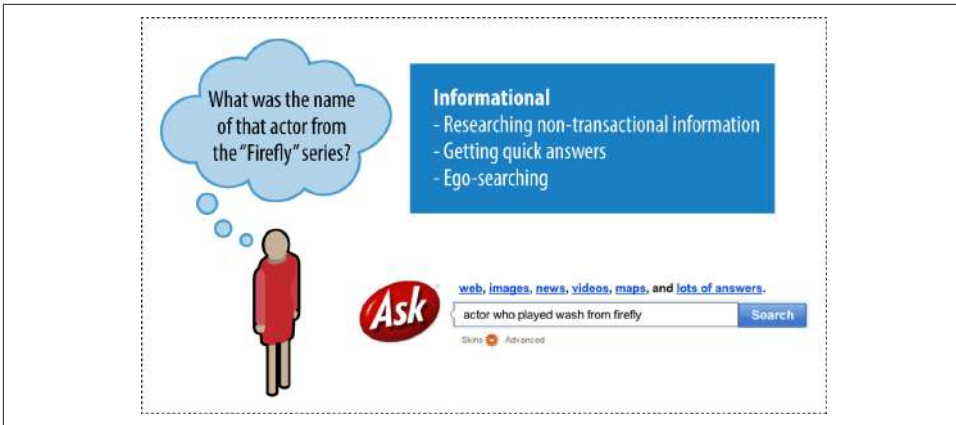 What was the name
of that actor from
the “Firefly” series?
Informational
- Researching non-transactional information
- Getting quick answers
- Ego-searching
web, images, news, videos, maps, and lots of answers.
Ask
actor who played wash from firefly
Search
Skins Advanced